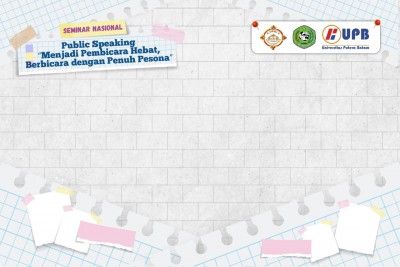 SEMINAR NASIONAL
Public Speaking
"Menjadi Pembicara Hebat,
Berbicara dengan Penuh Pesona"
UPB
Universitas Putera Batam